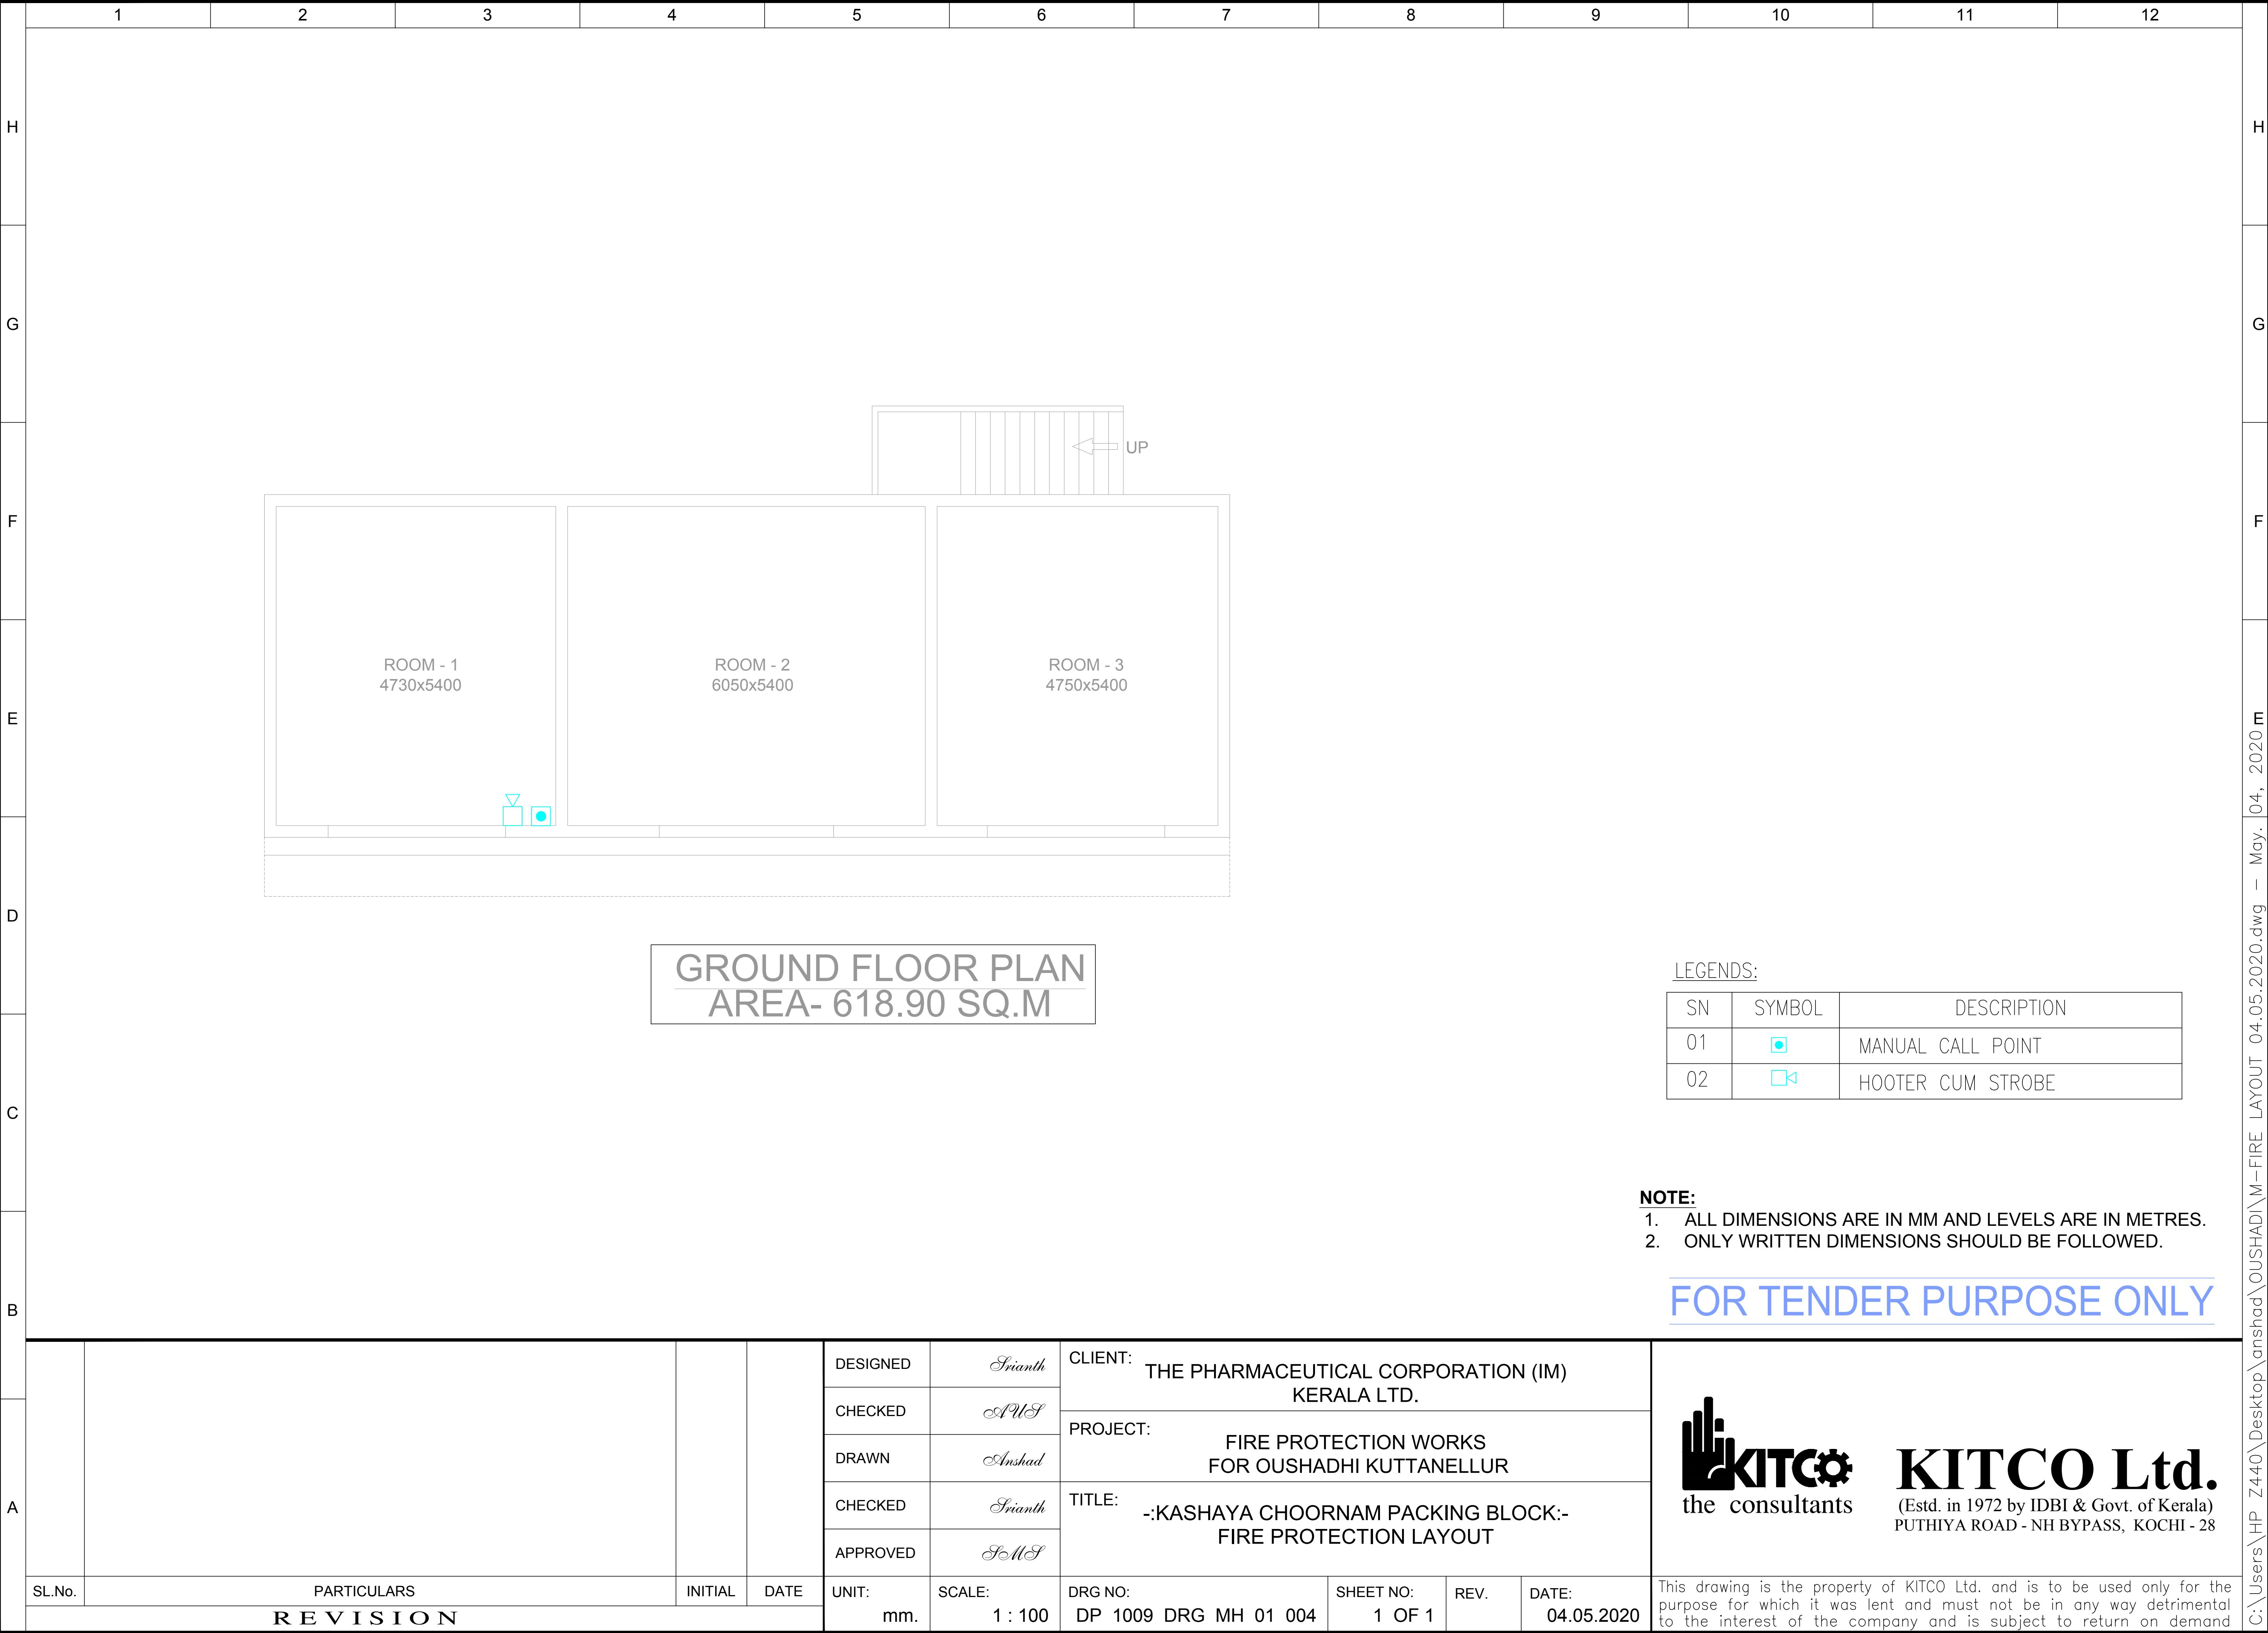 1 2 3 4 5 6 7 8 9 10 11 12
H H
G G
F F
E E
D
C
B
A
UP
ROOM - 1
4730x5400
ROOM - 2
6050x5400
ROOM - 3
4750x5400
GROUND FLOOR PLAN
AREA- 618.90 SQ.M
LEGENDS:
SN SYMBOL DESCRIPTION
01 MANUAL CALL POINT
02 HOOTER CUM STROBE
NOTE:
1. ALL DIMENSIONS ARE IN MM AND LEVELS ARE IN METRES.
2. ONLY WRITTEN DIMENSIONS SHOULD BE FOLLOWED.
FOR TENDER PURPOSE ONLY
SL.No. PARTICULARS INITIAL DATE
REVISION
DESIGNED Srianth
CHECKED AUS
DRAWN Anshad
CHECKED Srianth
APPROVED SMS
UNIT:
mm.
SCALE:
1 : 100
CLIENT:
THE PHARMACEUTICAL CORPORATION (IM)
KERALA LTD.
PROJECT:
FIRE PROTECTION WORKS
FOR OUSHADHI KUTTANELLUR
TITLE:
-:KASHAYA CHOORNAM PACKING BLOCK:-
FIRE PROTECTION LAYOUT
DRG NO:
DP 1009 DRG MH 01 004
SHEET NO:
1 OF 1
REV.
DATE:
04.05.2020
KITCO
the consultants
KITCO Ltd.
(Estd. in 1972 by IDBI & Govt. of Kerala)
PUTHIYA ROAD - NH BYPASS, KOCHI - 28
This drawing is the property of KITCO Ltd. and is to be used only for the
purpose for which it was lent and must not be in any way detrimental
to the interest of the company and is subject to return on demand
C:\Users\HP Z440\Desktop\anshad\OUSHADI\M-FIRE LAYOUT 04.05.2020.dwg - May. 04, 2020